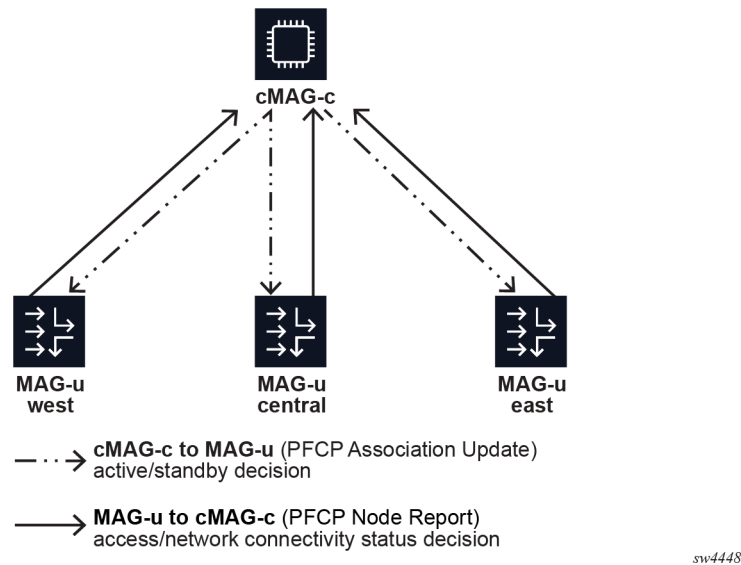 cMAG-c
MAG-u
west
MAG-u
central
MAG-u
east
cMAG-c to MAG-u (PFCP Association Update)
active/standby decision
MAG-u to cMAG-c (PFCP Node Report)
access/network connectivity status decision
sw4448